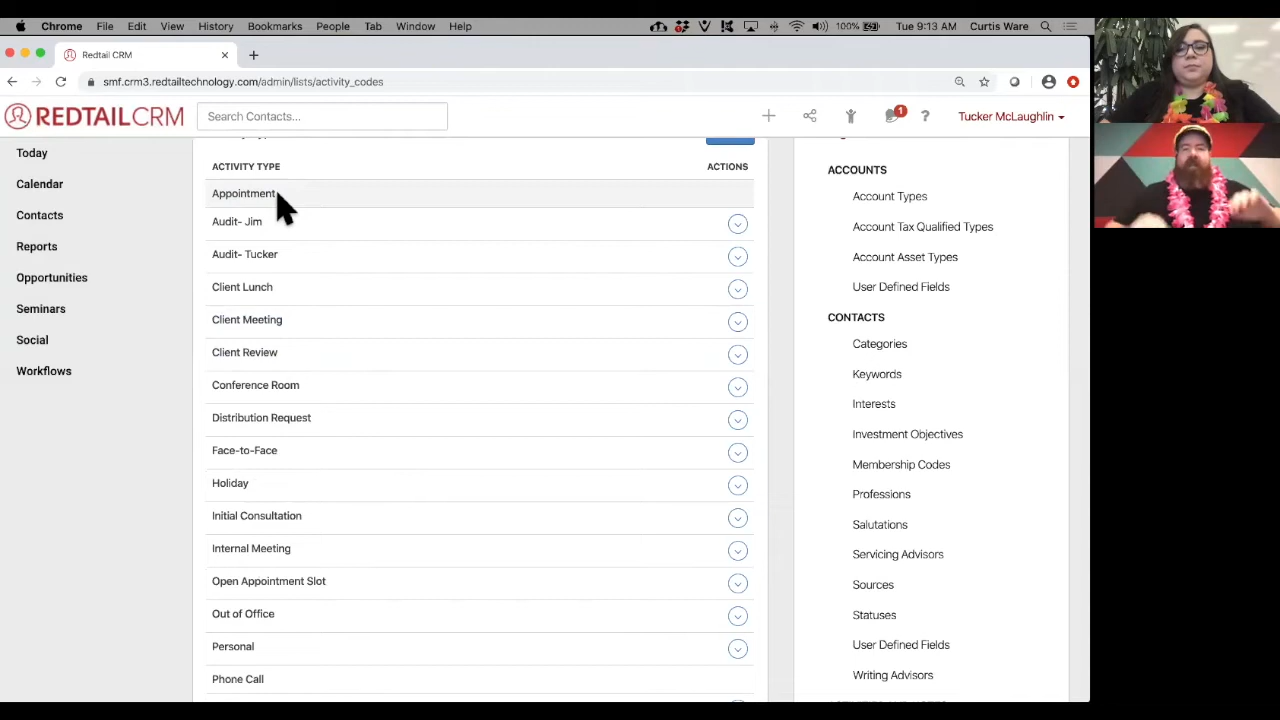 Chrome File Edit View History Bookmarks People Tab Window Help 100% Tue 9:13 AM Curtis Ware
Redtail CRM
smf.crm3.redtailtechnology.com/admin/lists/activity_codes
REDTAILCRM Search Contacts... 1 ? Tucker McLaughlin
Today
Calendar
Contacts
Reports
Opportunities
Seminars
Social
Workflows
ACTIVITY TYPE ACTIONS
Appointment
Audit- Jim
Audit- Tucker
Client Lunch
Client Meeting
Client Review
Conference Room
Distribution Request
Face-to-Face
Holiday
Initial Consultation
Internal Meeting
Open Appointment Slot
Out of Office
Personal
Phone Call
ACCOUNTS
Account Types
Account Tax Qualified Types
Account Asset Types
User Defined Fields
CONTACTS
Categories
Keywords
Interests
Investment Objectives
Membership Codes
Professions
Salutations
Servicing Advisors
Sources
Statuses
User Defined Fields
Writing Advisors